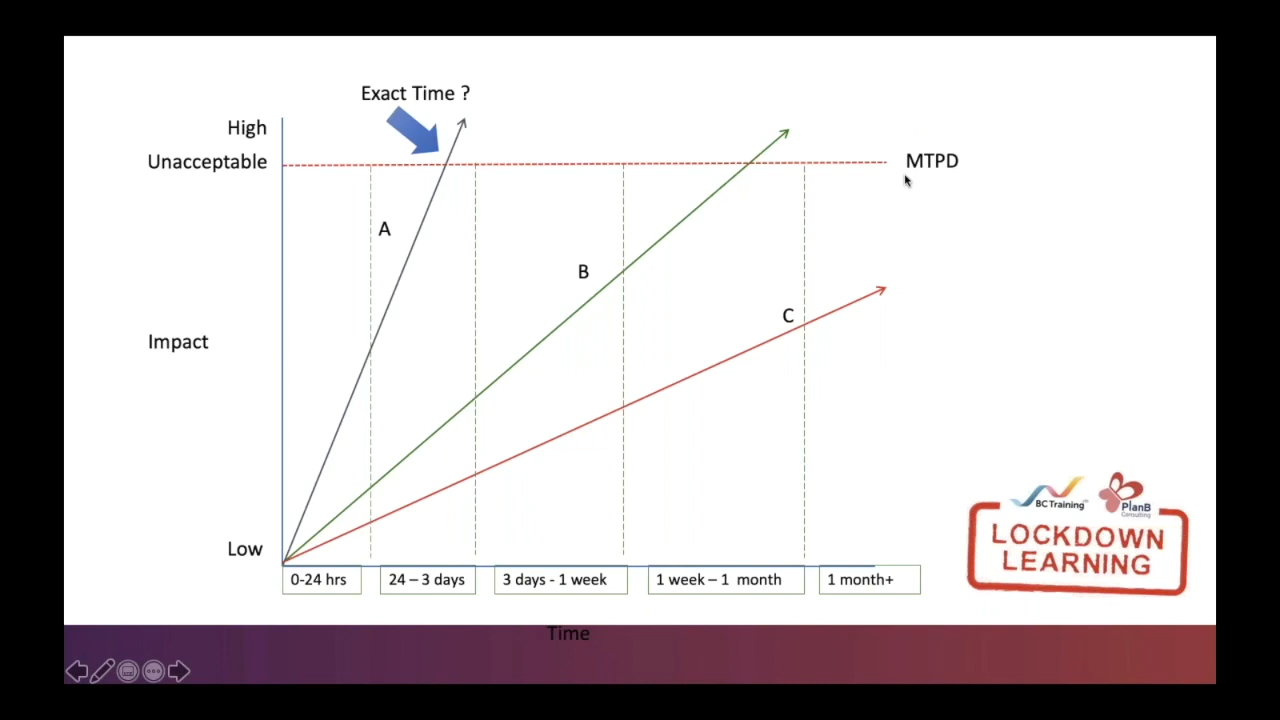 Exact Time ?
High
Unacceptable
MTPD
A
B
C
Impact
Low
0-24 hrs
24 – 3 days
3 days - 1 week
1 week – 1 month
1 month+
Time
BC Training
PlanB
Consulting
LOCKDOWN
LEARNING